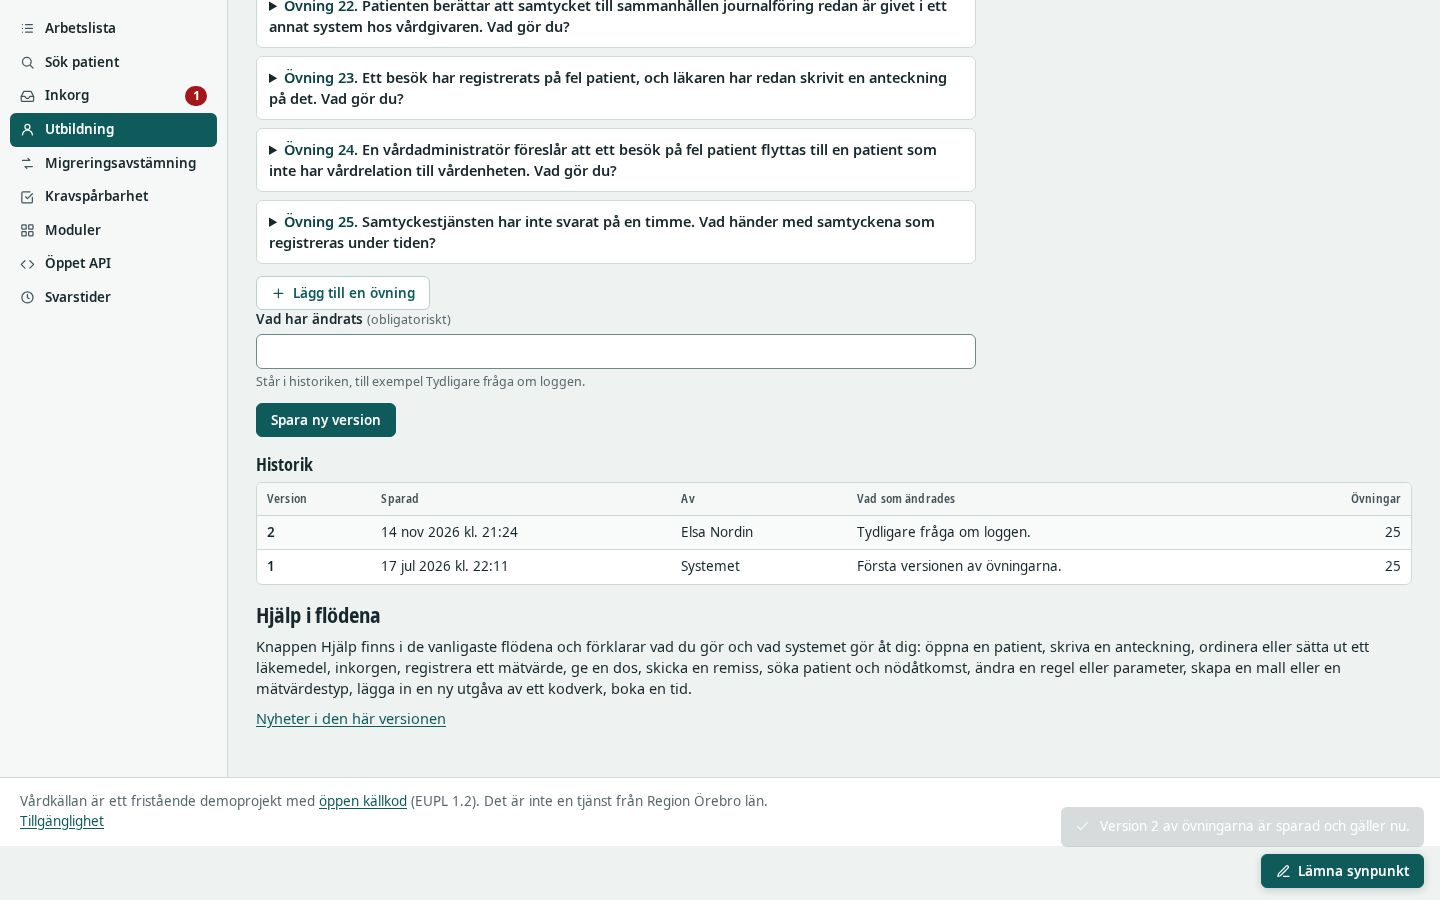 Arbetslista
Sök patient
Inkorg 1
Utbildning
Migreringsavstämning
Kravspårbarhet
Moduler
Öppet API
Svarstider
Övning 22. Patienten berättar att samtycket till sammanhållen journalföring redan är givet i ett
annat system hos vårdgivaren. Vad gör du?
Övning 23. Ett besök har registrerats på fel patient, och läkaren har redan skrivit en anteckning
på det. Vad gör du?
Övning 24. En vårdadministratör föreslår att ett besök på fel patient flyttas till en patient som
inte har vårdrelation till vårdenheten. Vad gör du?
Övning 25. Samtyckestjänsten har inte svarat på en timme. Vad händer med samtyckena som
registreras under tiden?
Lägg till en övning
Vad har ändrats (obligatoriskt)
Står i historiken, till exempel Tydligare fråga om loggen.
Spara ny version
Historik
Version Sparad Av Vad som ändrades Övningar
2 14 nov 2026 kl. 21:24 Elsa Nordin Tydligare fråga om loggen. 25
1 17 jul 2026 kl. 22:11 Systemet Första versionen av övningarna. 25
Hjälp i flödena
Knappen Hjälp finns i de vanligaste flödena och förklarar vad du gör och vad systemet gör åt dig: öppna en patient, skriva en anteckning, ordinera eller sätta ut ett
läkemedel, inkorgen, registrera ett mätvärde, ge en dos, skicka en remiss, söka patient och nödåtkomst, ändra en regel eller parameter, skapa en mall eller en
mätvärdestyp, lägga in en ny utgåva av ett kodverk, boka en tid.
Nyheter i den här versionen
Vårdkällan är ett fristående demoprojekt med öppen källkod (EUPL 1.2). Det är inte en tjänst från Region Örebro län.
Tillgänglighet
Version 2 av övningarna är sparad och gäller nu.
Lämna synpunkt